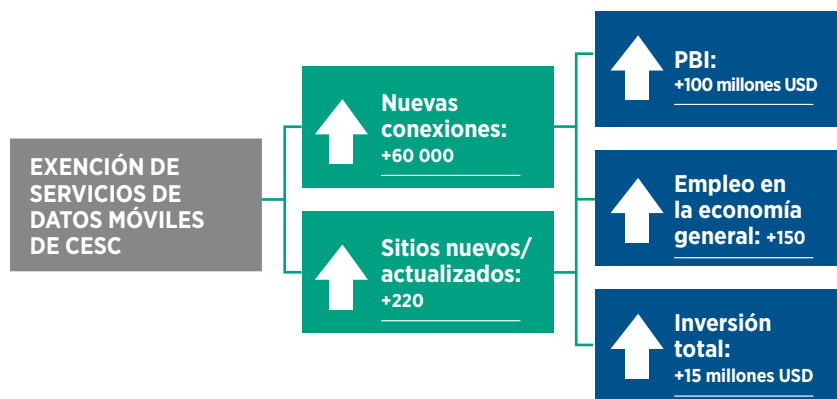 EXENCIÓN DE
SERVICIOS DE
DATOS MÓVILES
DE CESC
Nuevas
conexiones:
+60 000
Sitios nuevos/
actualizados:
+220
PBI:
+100 millones USD
Empleo en
la economía
general: +150
Inversión
total:
+15 millones USD